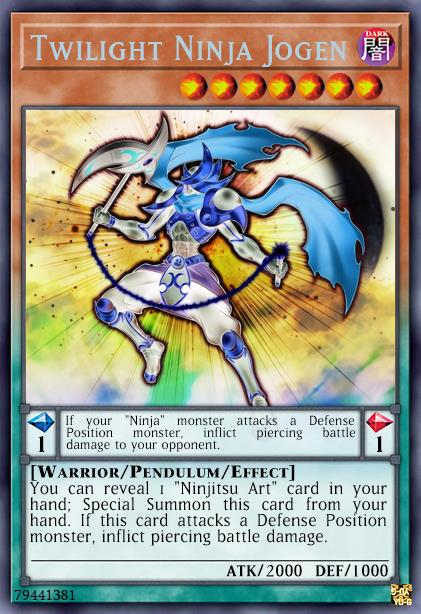 Twilight Ninja Jogen
DARK
闇
If your "Ninja" monster attacks a Defense
Position monster, inflict piercing battle
damage to your opponent.
1
1
[Warrior/Pendulum/Effect]
You can reveal 1 "Ninjitsu Art" card in your
hand; Special Summon this card from your
hand. If this card attacks a Defense Position
monster, inflict piercing battle damage.
ATK/2000 DEF/1000
79441381